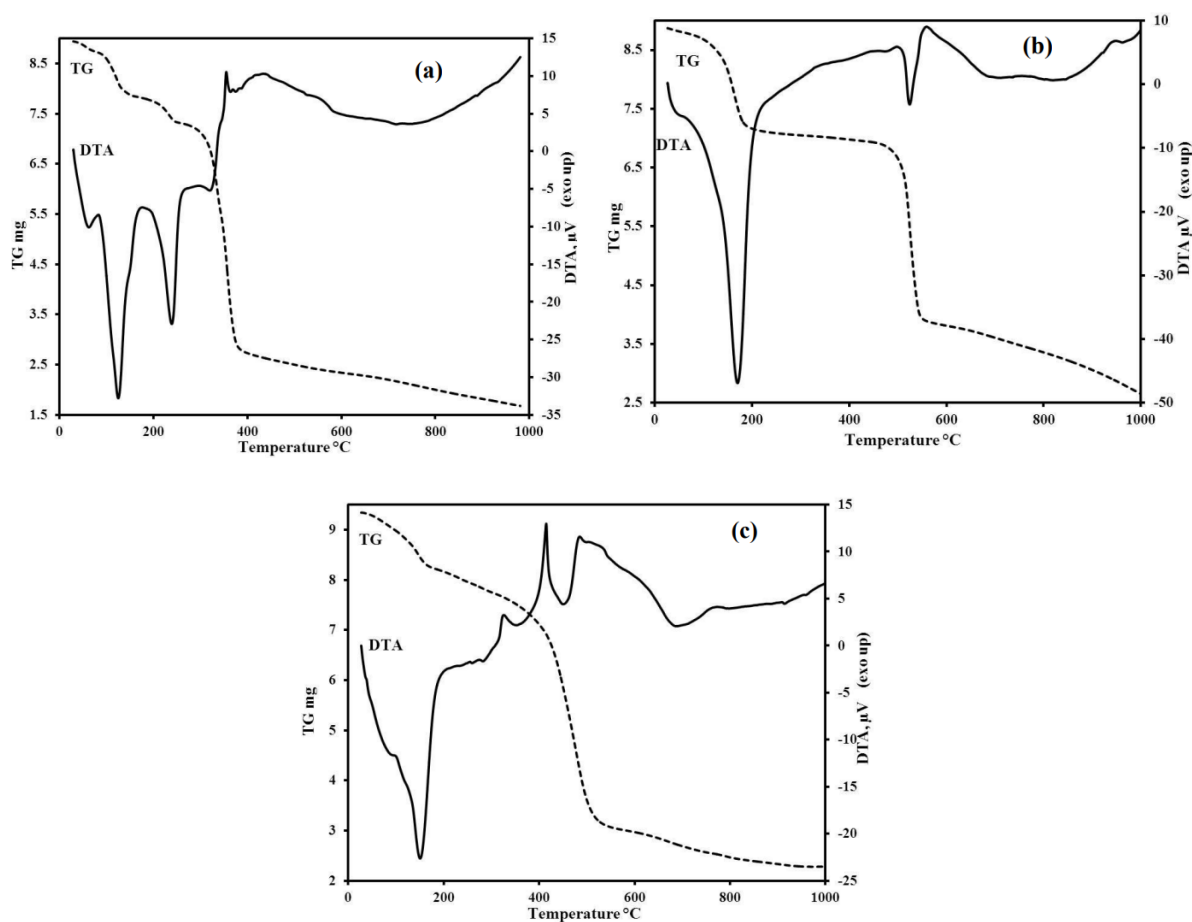 (a)
TG
DTA
TG mg
8.5
7.5
6.5
5.5
4.5
3.5
2.5
1.5
15
10
5
0
-5
-10
-15
-20
-25
-30
-35
DTA, µV (exo up)
0 200 400 600 800 1000
Temperature °C
(b)
TG
DTA
TG mg
8.5
7.5
6.5
5.5
4.5
3.5
2.5
10
0
-10
-20
-30
-40
-50
DTA µV (exo up)
0 200 400 600 800 1000
Temperature °C
(c)
TG
DTA
TG mg
9
8
7
6
5
4
3
2
15
10
5
0
-5
-10
-15
-20
-25
DTA, µV (exo up)
0 200 400 600 800 1000
Temperature °C